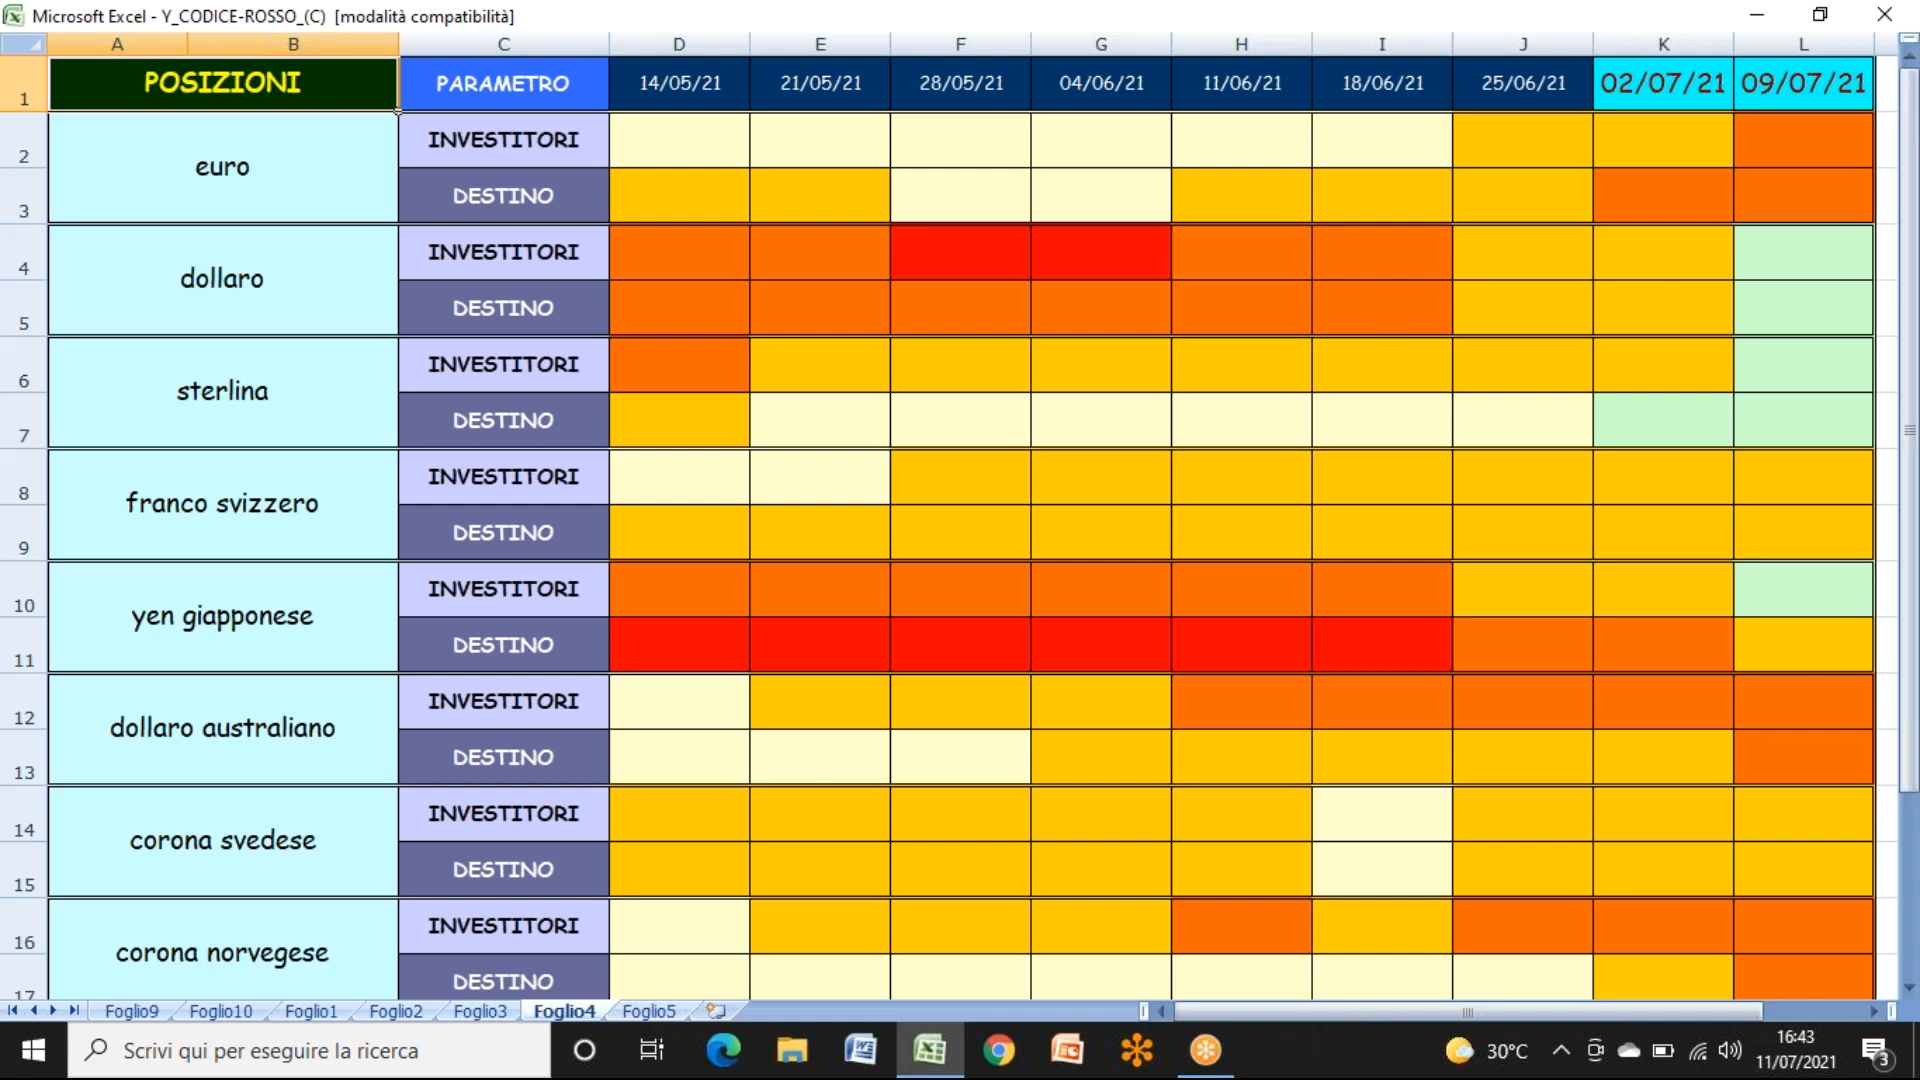 Microsoft Excel - Y_CODICE-ROSSO_(C) [modalità compatibilità]
A B C D E F G H I J K L
1 POSIZIONI PARAMETRO 14/05/21 21/05/21 28/05/21 04/06/21 11/06/21 18/06/21 25/06/21 02/07/21 09/07/21
2 INVESTITORI
euro
3 DESTINO
4 INVESTITORI
dollaro
5 DESTINO
6 INVESTITORI
sterlina
7 DESTINO
8 INVESTITORI
franco svizzero
9 DESTINO
10 INVESTITORI
yen giapponese
11 DESTINO
12 INVESTITORI
dollaro australiano
13 DESTINO
14 INVESTITORI
corona svedese
15 DESTINO
16 INVESTITORI
corona norvegese
17 DESTINO
Foglio9 Foglio10 Foglio1 Foglio2 Foglio3 Foglio4 Foglio5
Scrivi qui per eseguire la ricerca 30°C 16:43
11/07/2021 3